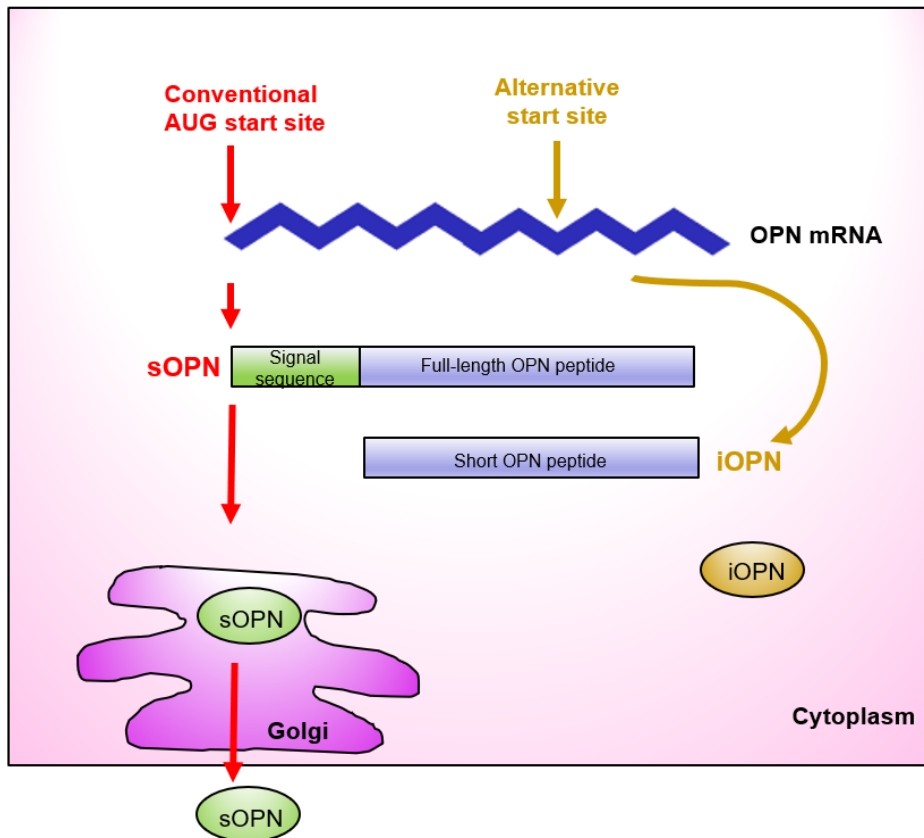 Conventional
AUG start site
Alternative
start site
OPN mRNA
sOPN
Signal
sequence
Full-length OPN peptide
Short OPN peptide
iOPN
iOPN
sOPN
Golgi
Cytoplasm
sOPN